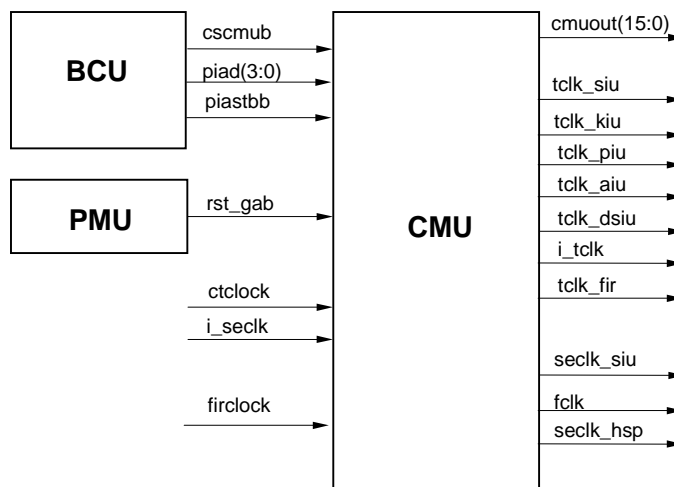 BCU
cscmub
piad(3:0)
piastbb
PMU
rst_gab
ctclock
i_seclk
firclock
CMU
cmuout(15:0)
tclk_siu
tclk_kiu
tclk_piu
tclk_aiu
tclk_dsiu
i_tclk
tclk_fir
seclk_siu
fclk
seclk_hsp